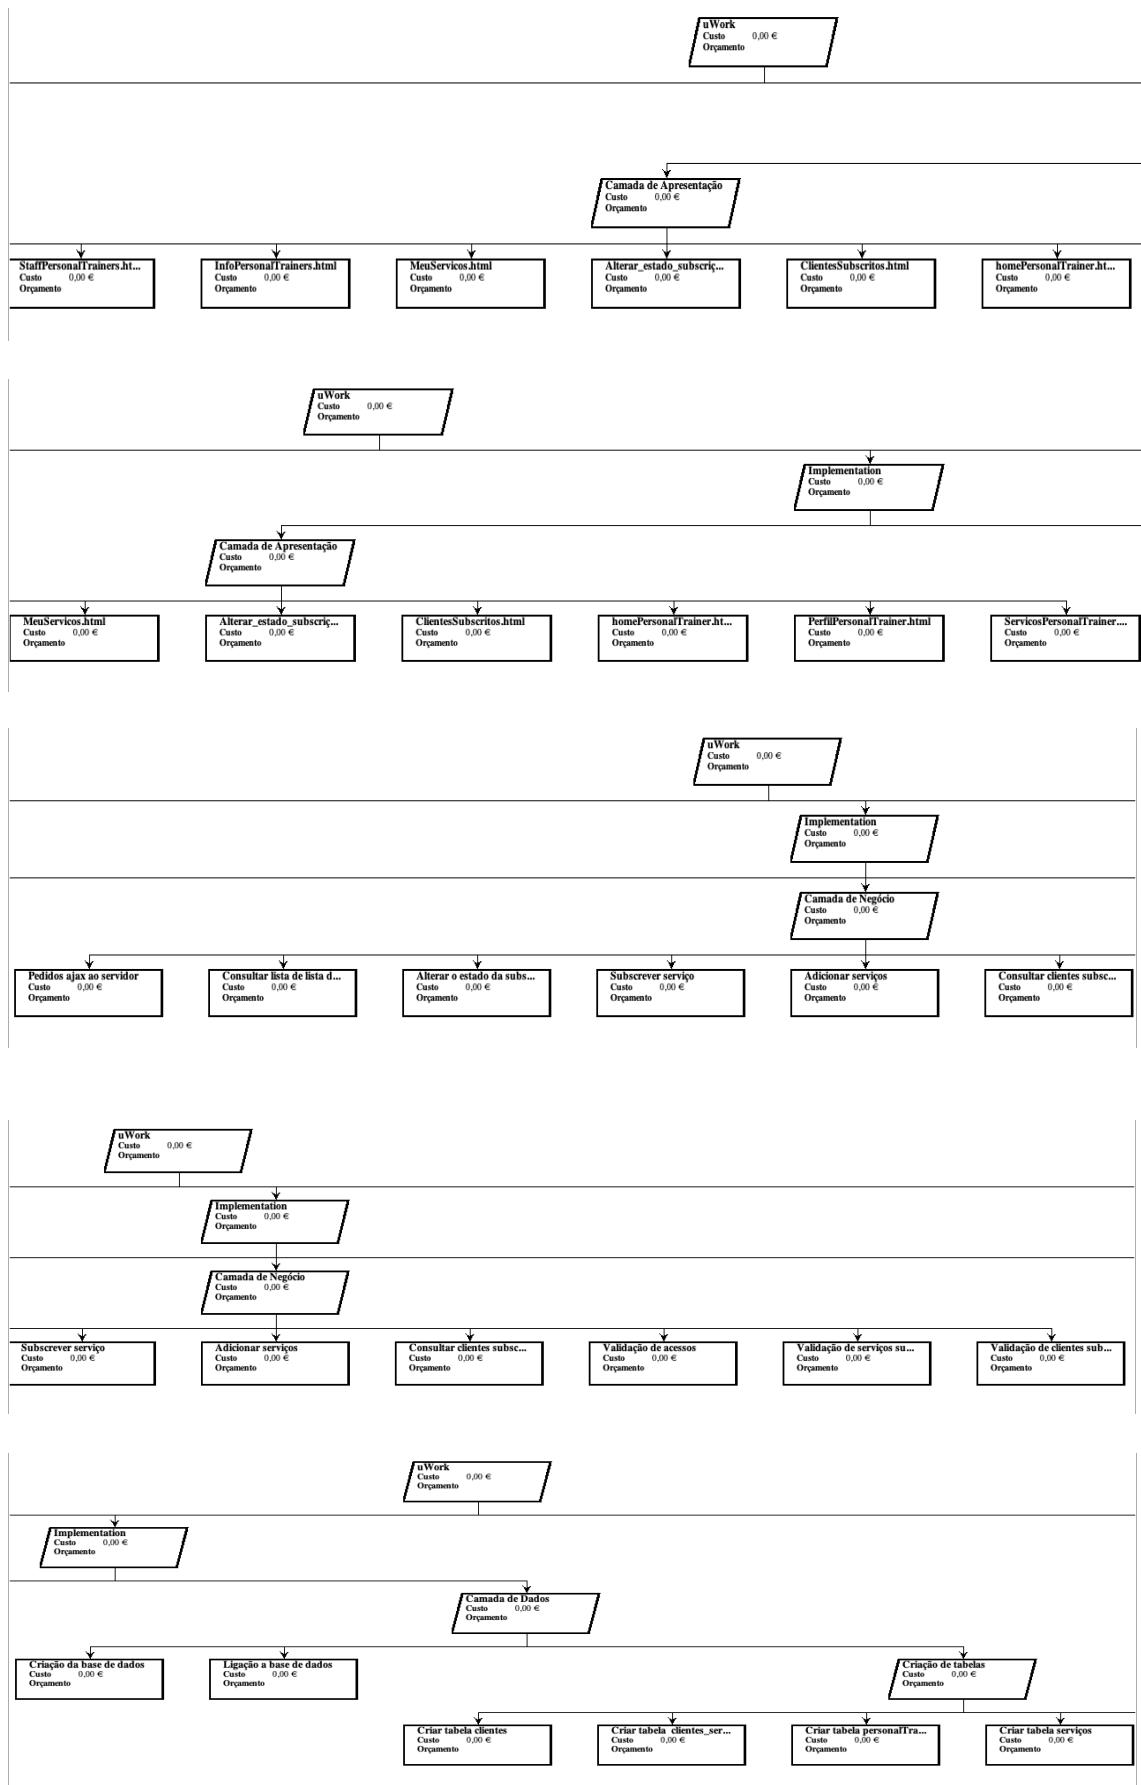 uWork
Custo 0,00 €
Orçamento
Camada de Apresentação
Custo 0,00 €
Orçamento
StaffPersonalTrainers.ht...
Custo 0,00 €
Orçamento
InfoPersonalTrainers.html
Custo 0,00 €
Orçamento
MeuServicos.html
Custo 0,00 €
Orçamento
Alterar_estado_subscriç...
Custo 0,00 €
Orçamento
ClientesSubscritos.html
Custo 0,00 €
Orçamento
homePersonalTrainer.ht...
Custo 0,00 €
Orçamento
uWork
Custo 0,00 €
Orçamento
Implementation
Custo 0,00 €
Orçamento
Camada de Apresentação
Custo 0,00 €
Orçamento
MeuServicos.html
Custo 0,00 €
Orçamento
Alterar_estado_subscriç...
Custo 0,00 €
Orçamento
ClientesSubscritos.html
Custo 0,00 €
Orçamento
homePersonalTrainer.ht...
Custo 0,00 €
Orçamento
PerfilPersonalTrainer.html
Custo 0,00 €
Orçamento
ServicosPersonalTrainer....
Custo 0,00 €
Orçamento
uWork
Custo 0,00 €
Orçamento
Implementation
Custo 0,00 €
Orçamento
Camada de Negócio
Custo 0,00 €
Orçamento
Pedidos ajax ao servidor
Custo 0,00 €
Orçamento
Consultar lista de lista d...
Custo 0,00 €
Orçamento
Alterar o estado da subs...
Custo 0,00 €
Orçamento
Subscrever serviço
Custo 0,00 €
Orçamento
Adicionar serviços
Custo 0,00 €
Orçamento
Consultar clientes subsc...
Custo 0,00 €
Orçamento
uWork
Custo 0,00 €
Orçamento
Implementation
Custo 0,00 €
Orçamento
Camada de Negócio
Custo 0,00 €
Orçamento
Subscrever serviço
Custo 0,00 €
Orçamento
Adicionar serviços
Custo 0,00 €
Orçamento
Consultar clientes subsc...
Custo 0,00 €
Orçamento
Validação de acessos
Custo 0,00 €
Orçamento
Validação de serviços su...
Custo 0,00 €
Orçamento
Validação de clientes sub...
Custo 0,00 €
Orçamento
uWork
Custo 0,00 €
Orçamento
Implementation
Custo 0,00 €
Orçamento
Camada de Dados
Custo 0,00 €
Orçamento
Criação da base de dados
Custo 0,00 €
Orçamento
Ligação a base de dados
Custo 0,00 €
Orçamento
Criação de tabelas
Custo 0,00 €
Orçamento
Criar tabela clientes
Custo 0,00 €
Orçamento
Criar tabela clientes_ser...
Custo 0,00 €
Orçamento
Criar tabela personalTra...
Custo 0,00 €
Orçamento
Criar tabela serviços
Custo 0,00 €
Orçamento